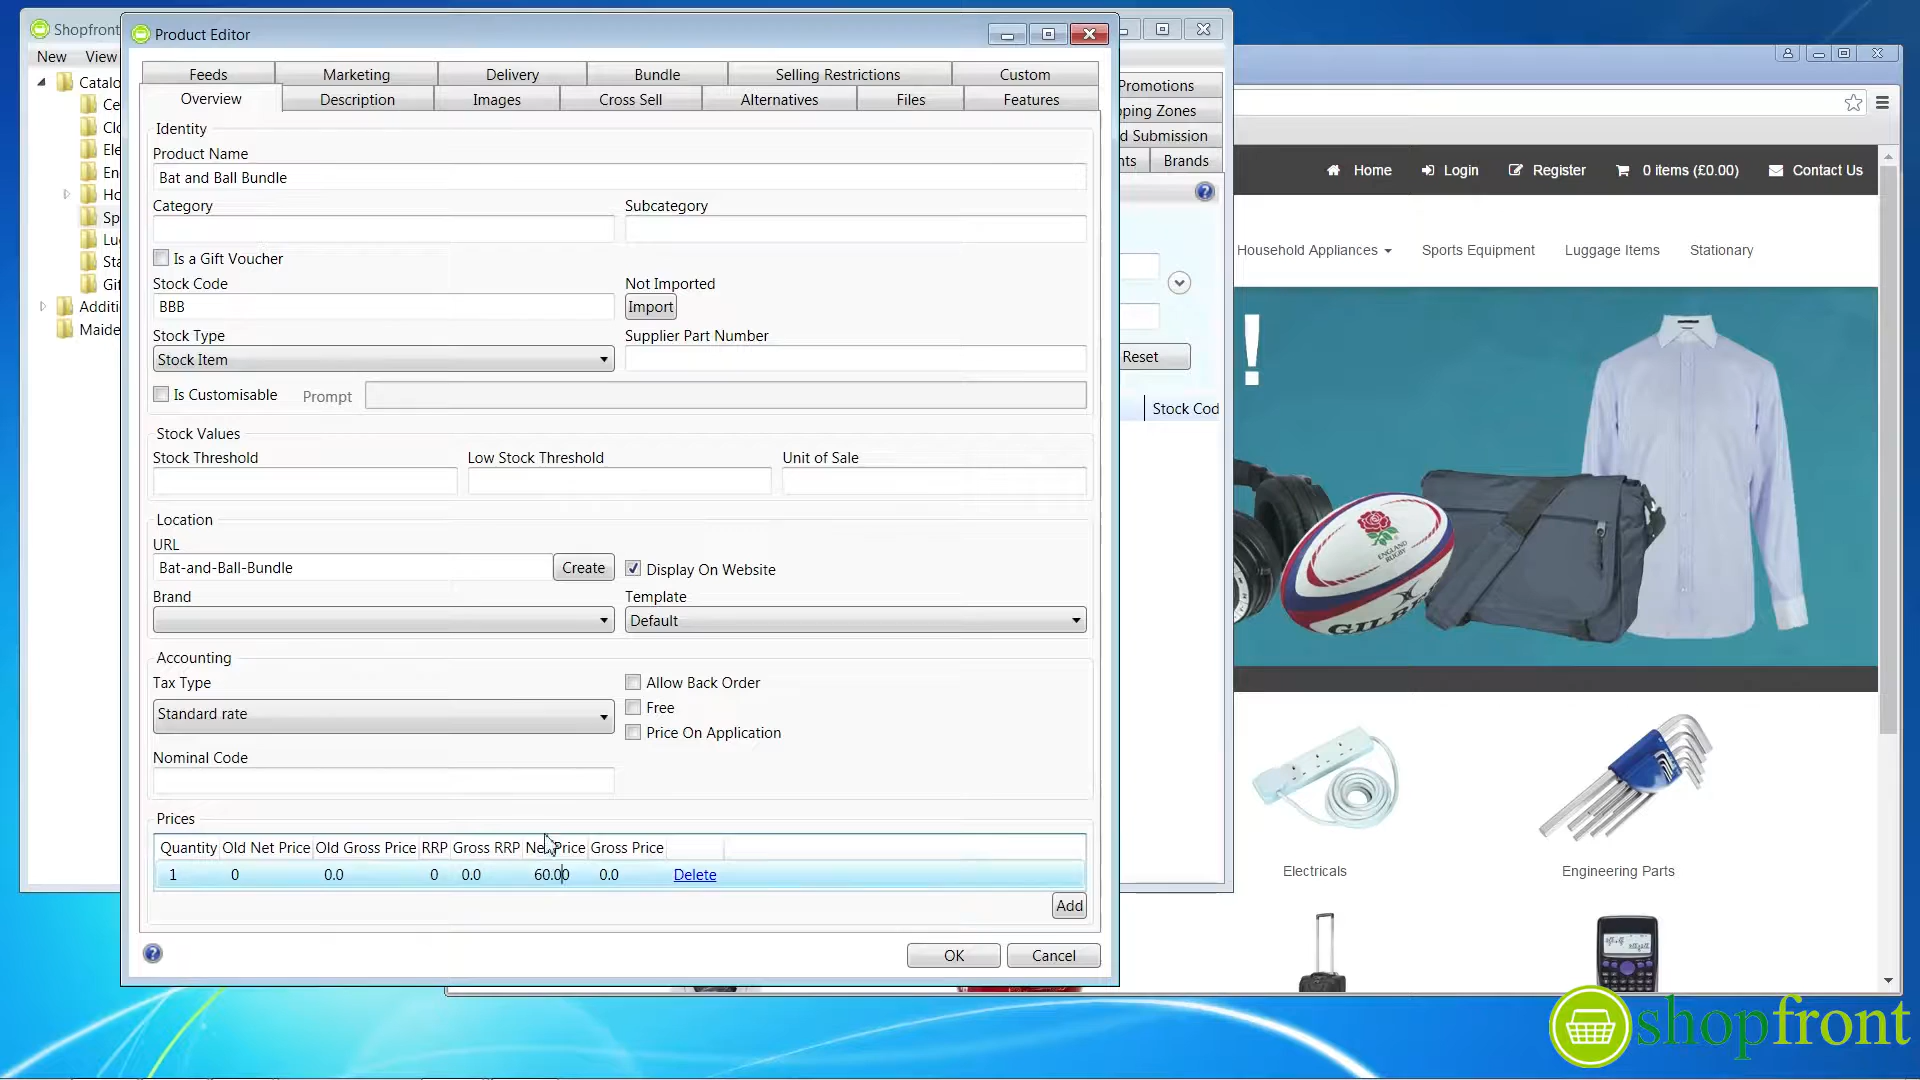 Shopfront
New View
Catalo
Ce
Clo
Ele
En
Ho
Sp
Lu
Sta
Gif
Additi
Maide
Product Editor
Feeds Marketing Delivery Bundle Selling Restrictions Custom
Overview Description Images Cross Sell Alternatives Files Features
Identity
Product Name
Bat and Ball Bundle
Category Subcategory
Is a Gift Voucher
Stock Code Not Imported
BBB Import
Stock Type Supplier Part Number
Stock Item
Is Customisable Prompt
Stock Values
Stock Threshold Low Stock Threshold Unit of Sale
Location
URL
Bat-and-Ball-Bundle Create Display On Website
Brand Template
Default
Accounting
Tax Type Allow Back Order
Standard rate Free
Price On Application
Nominal Code
Prices
Quantity Old Net Price Old Gross Price RRP Gross RRP Net Price Gross Price
1 0 0.0 0 0.0 60.00 0.0 Delete
Add
OK Cancel
Promotions
pping Zones
d Submission
nts Brands
Reset
Stock Cod
Home Login Register 0 items (£0.00) Contact Us
Household Appliances Sports Equipment Luggage Items Stationary
!
ENGLAND
RUGBY
GILBE
Electricals Engineering Parts
shopfront